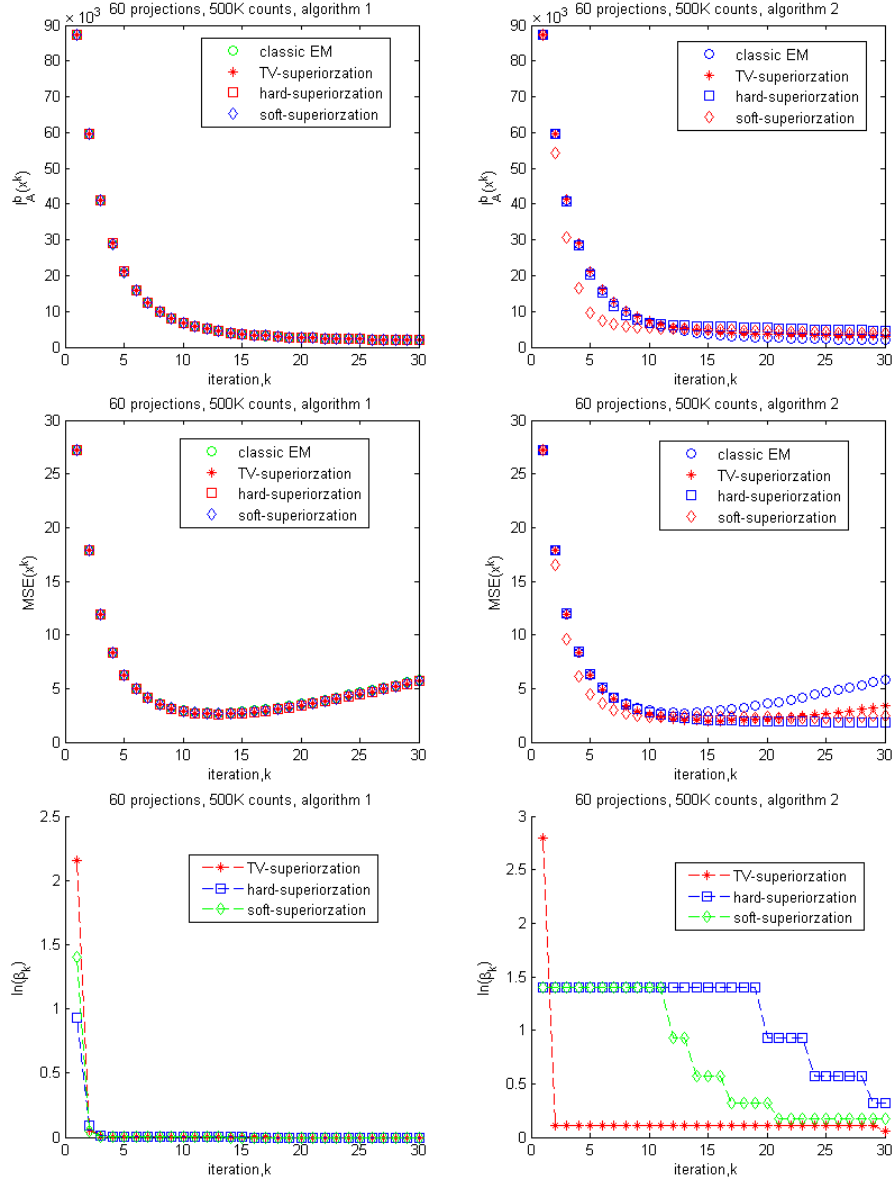 60 projections, 500K counts, algorithm 1
× 10³
90
80
70
60
50
40
30
20
10
0
I_A^b(x^k)
0 5 10 15 20 25 30
iteration,k
classic EM
TV-superiorzation
hard-superiorzation
soft-superiorzation
60 projections, 500K counts, algorithm 2
× 10³
90
80
70
60
50
40
30
20
10
0
I_A^b(x^k)
0 5 10 15 20 25 30
iteration,k
classic EM
TV-superiorzation
hard-superiorzation
soft-superiorzation
60 projections, 500K counts, algorithm 1
30
25
20
15
10
5
0
MSE(x^k)
0 5 10 15 20 25 30
iteration,k
classic EM
TV-superiorzation
hard-superiorzation
soft-superiorzation
60 projections, 500K counts, algorithm 2
30
25
20
15
10
5
0
MSE(x^k)
0 5 10 15 20 25 30
iteration,k
classic EM
TV-superiorzation
hard-superiorzation
soft-superiorzation
60 projections, 500K counts, algorithm 1
2.5
2
1.5
1
0.5
0
ln(β_k)
0 5 10 15 20 25 30
iteration,k
TV-superiorzation
hard-superiorzation
soft-superiorzation
60 projections, 500K counts, algorithm 2
3
2.5
2
1.5
1
0.5
0
ln(β_k)
0 5 10 15 20 25 30
iteration,k
TV-superiorzation
hard-superiorzation
soft-superiorzation